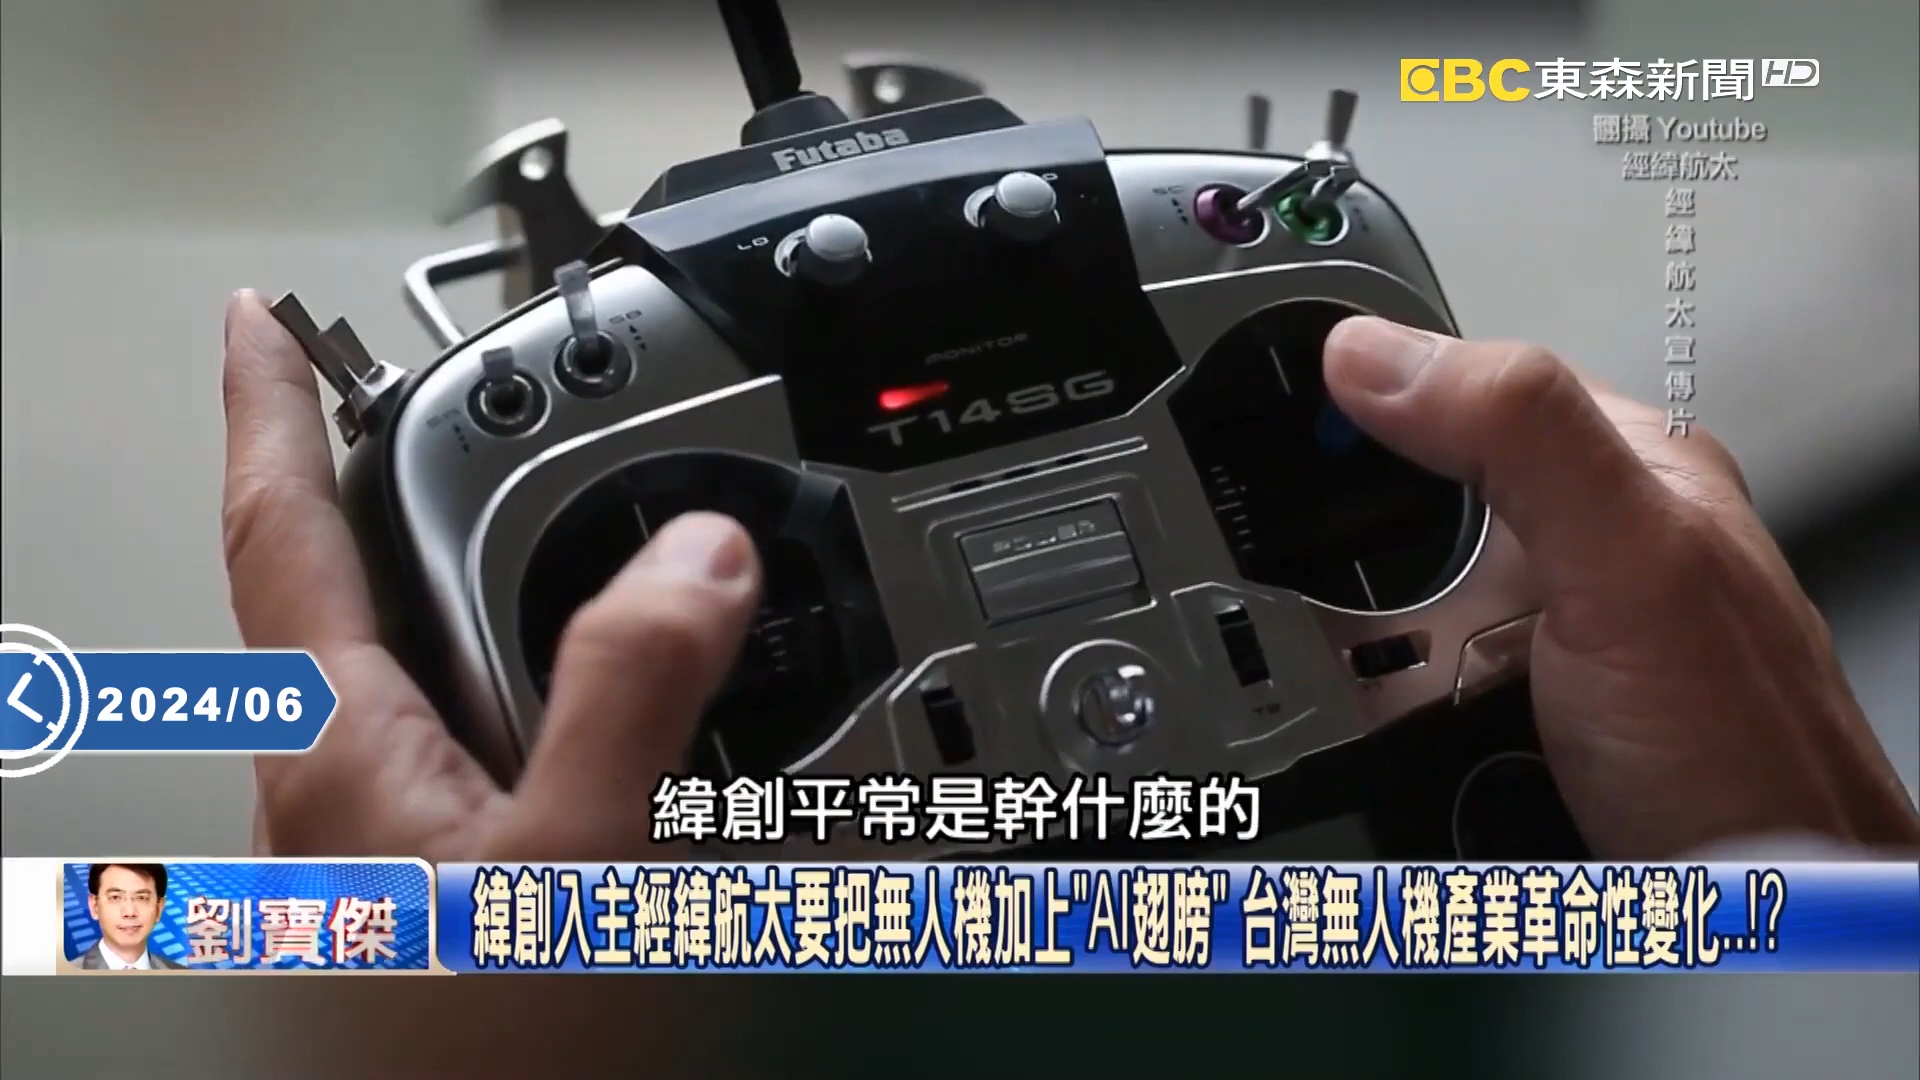 EBC東森新聞HD
翻攝 Youtube
經緯航太
經緯航太宣傳片
Futaba
LD
SC
SB
MONITOR
T14SG
2024/06
緯創平常是幹什麼的
劉寶傑
緯創入主經緯航太要把無人機加上"AI翅膀" 台灣無人機產業革命性變化..!?